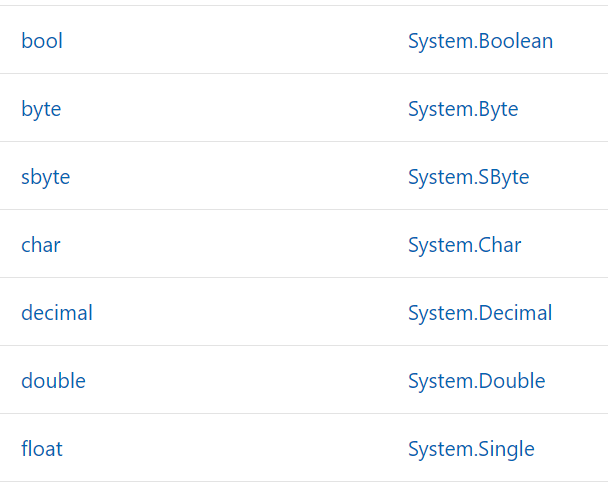 bool System.Boolean
byte System.Byte
sbyte System.SByte
char System.Char
decimal System.Decimal
double System.Double
float System.Single